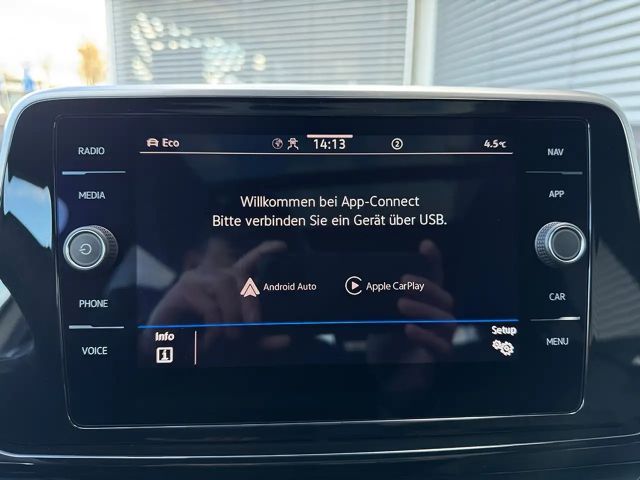 RADIO
MEDIA
PHONE
VOICE
Eco 14:13 2 4.5°C
Willkommen bei App-Connect
Bitte verbinden Sie ein Gerät über USB.
Android Auto Apple CarPlay
Info
Setup
NAV
APP
CAR
MENU